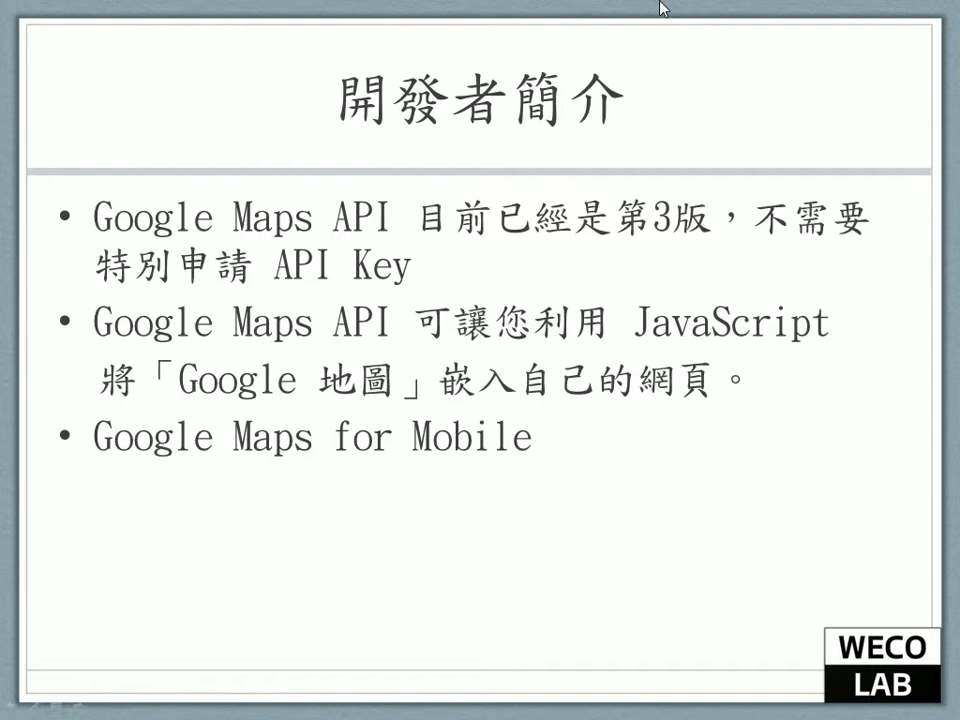 開發者簡介
• Google Maps API 目前已經是第3版，不需要
特別申請 API Key
• Google Maps API 可讓您利用 JavaScript
將「Google 地圖」嵌入自己的網頁。
• Google Maps for Mobile
WECO
LAB